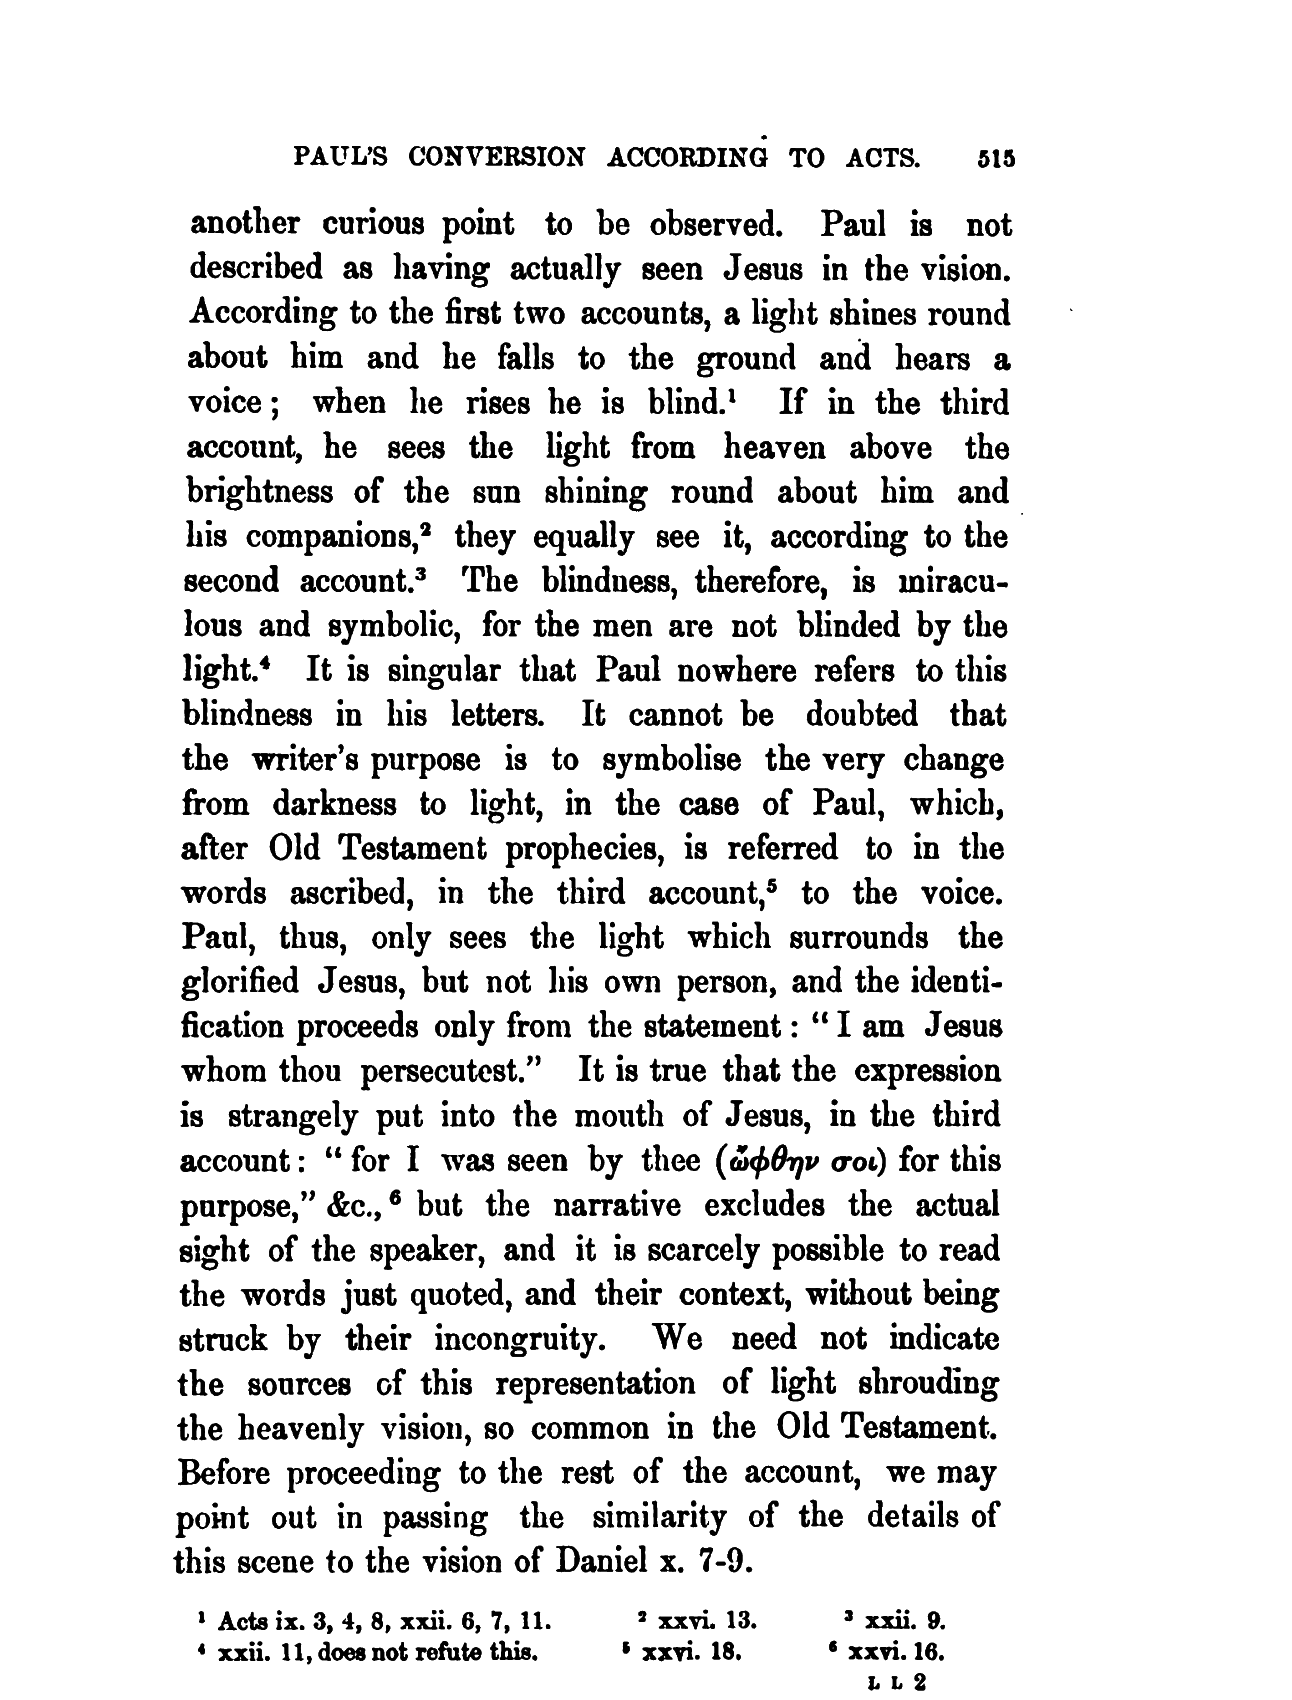 PAUL'S CONVERSION ACCORDING TO ACTS. 515
another curious point to be observed. Paul is not
described as having actually seen Jesus in the vision.
According to the first two accounts, a light shines round
about him and he falls to the ground and hears a
voice; when he rises he is blind.¹ If in the third
account, he sees the light from heaven above the
brightness of the sun shining round about him and
his companions,² they equally see it, according to the
second account.³ The blindness, therefore, is miracu-
lous and symbolic, for the men are not blinded by the
light.⁴ It is singular that Paul nowhere refers to this
blindness in his letters. It cannot be doubted that
the writer's purpose is to symbolise the very change
from darkness to light, in the case of Paul, which,
after Old Testament prophecies, is referred to in the
words ascribed, in the third account,⁵ to the voice.
Paul, thus, only sees the light which surrounds the
glorified Jesus, but not his own person, and the identi-
fication proceeds only from the statement: "I am Jesus
whom thou persecutest." It is true that the expression
is strangely put into the mouth of Jesus, in the third
account: "for I was seen by thee (ὤφθην σοι) for this
purpose," &c.,⁶ but the narrative excludes the actual
sight of the speaker, and it is scarcely possible to read
the words just quoted, and their context, without being
struck by their incongruity. We need not indicate
the sources of this representation of light shrouding
the heavenly vision, so common in the Old Testament.
Before proceeding to the rest of the account, we may
point out in passing the similarity of the details of
this scene to the vision of Daniel x. 7-9.
¹ Acts ix. 3, 4, 8, xxii. 6, 7, 11. ² xxvi. 13. ³ xxii. 9.
⁴ xxii. 11, does not refute this. ⁵ xxvi. 18. ⁶ xxvi. 16.
L L 2